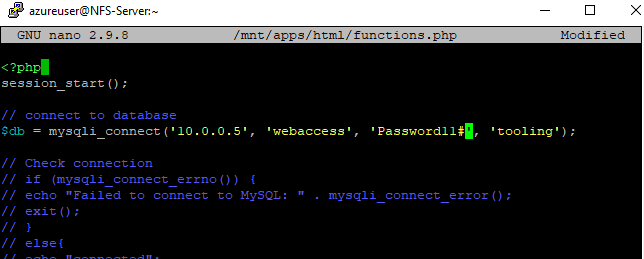 azureuser@NFS-Server:~
GNU nano 2.9.8 /mnt/apps/html/functions.php Modified
<?php
session_start();
// connect to database
$db = mysqli_connect('10.0.0.5', 'webaccess', 'Password11#', 'tooling');
// Check connection
// if (mysqli_connect_errno()) {
// echo "Failed to connect to MySQL: " . mysqli_connect_error();
// exit();
// }
// else{
// echo "connected";